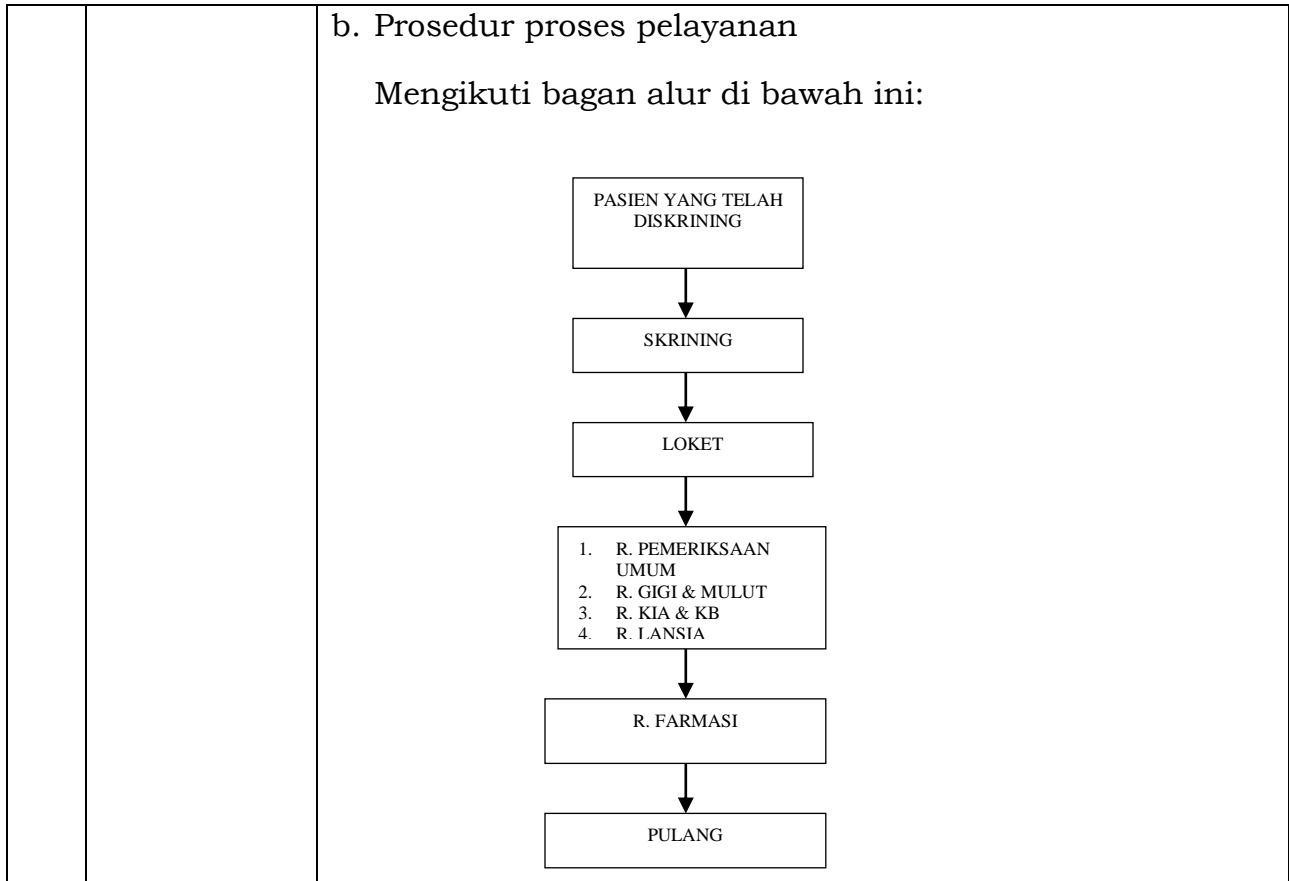 b. Prosedur proses pelayanan
Mengikuti bagan alur di bawah ini:
PASIEN YANG TELAH
DISKRINING
SKRINING
LOKET
1. R. PEMERIKSAAN
UMUM
2. R. GIGI & MULUT
3. R. KIA & KB
4. R. LANSIA
R. FARMASI
PULANG